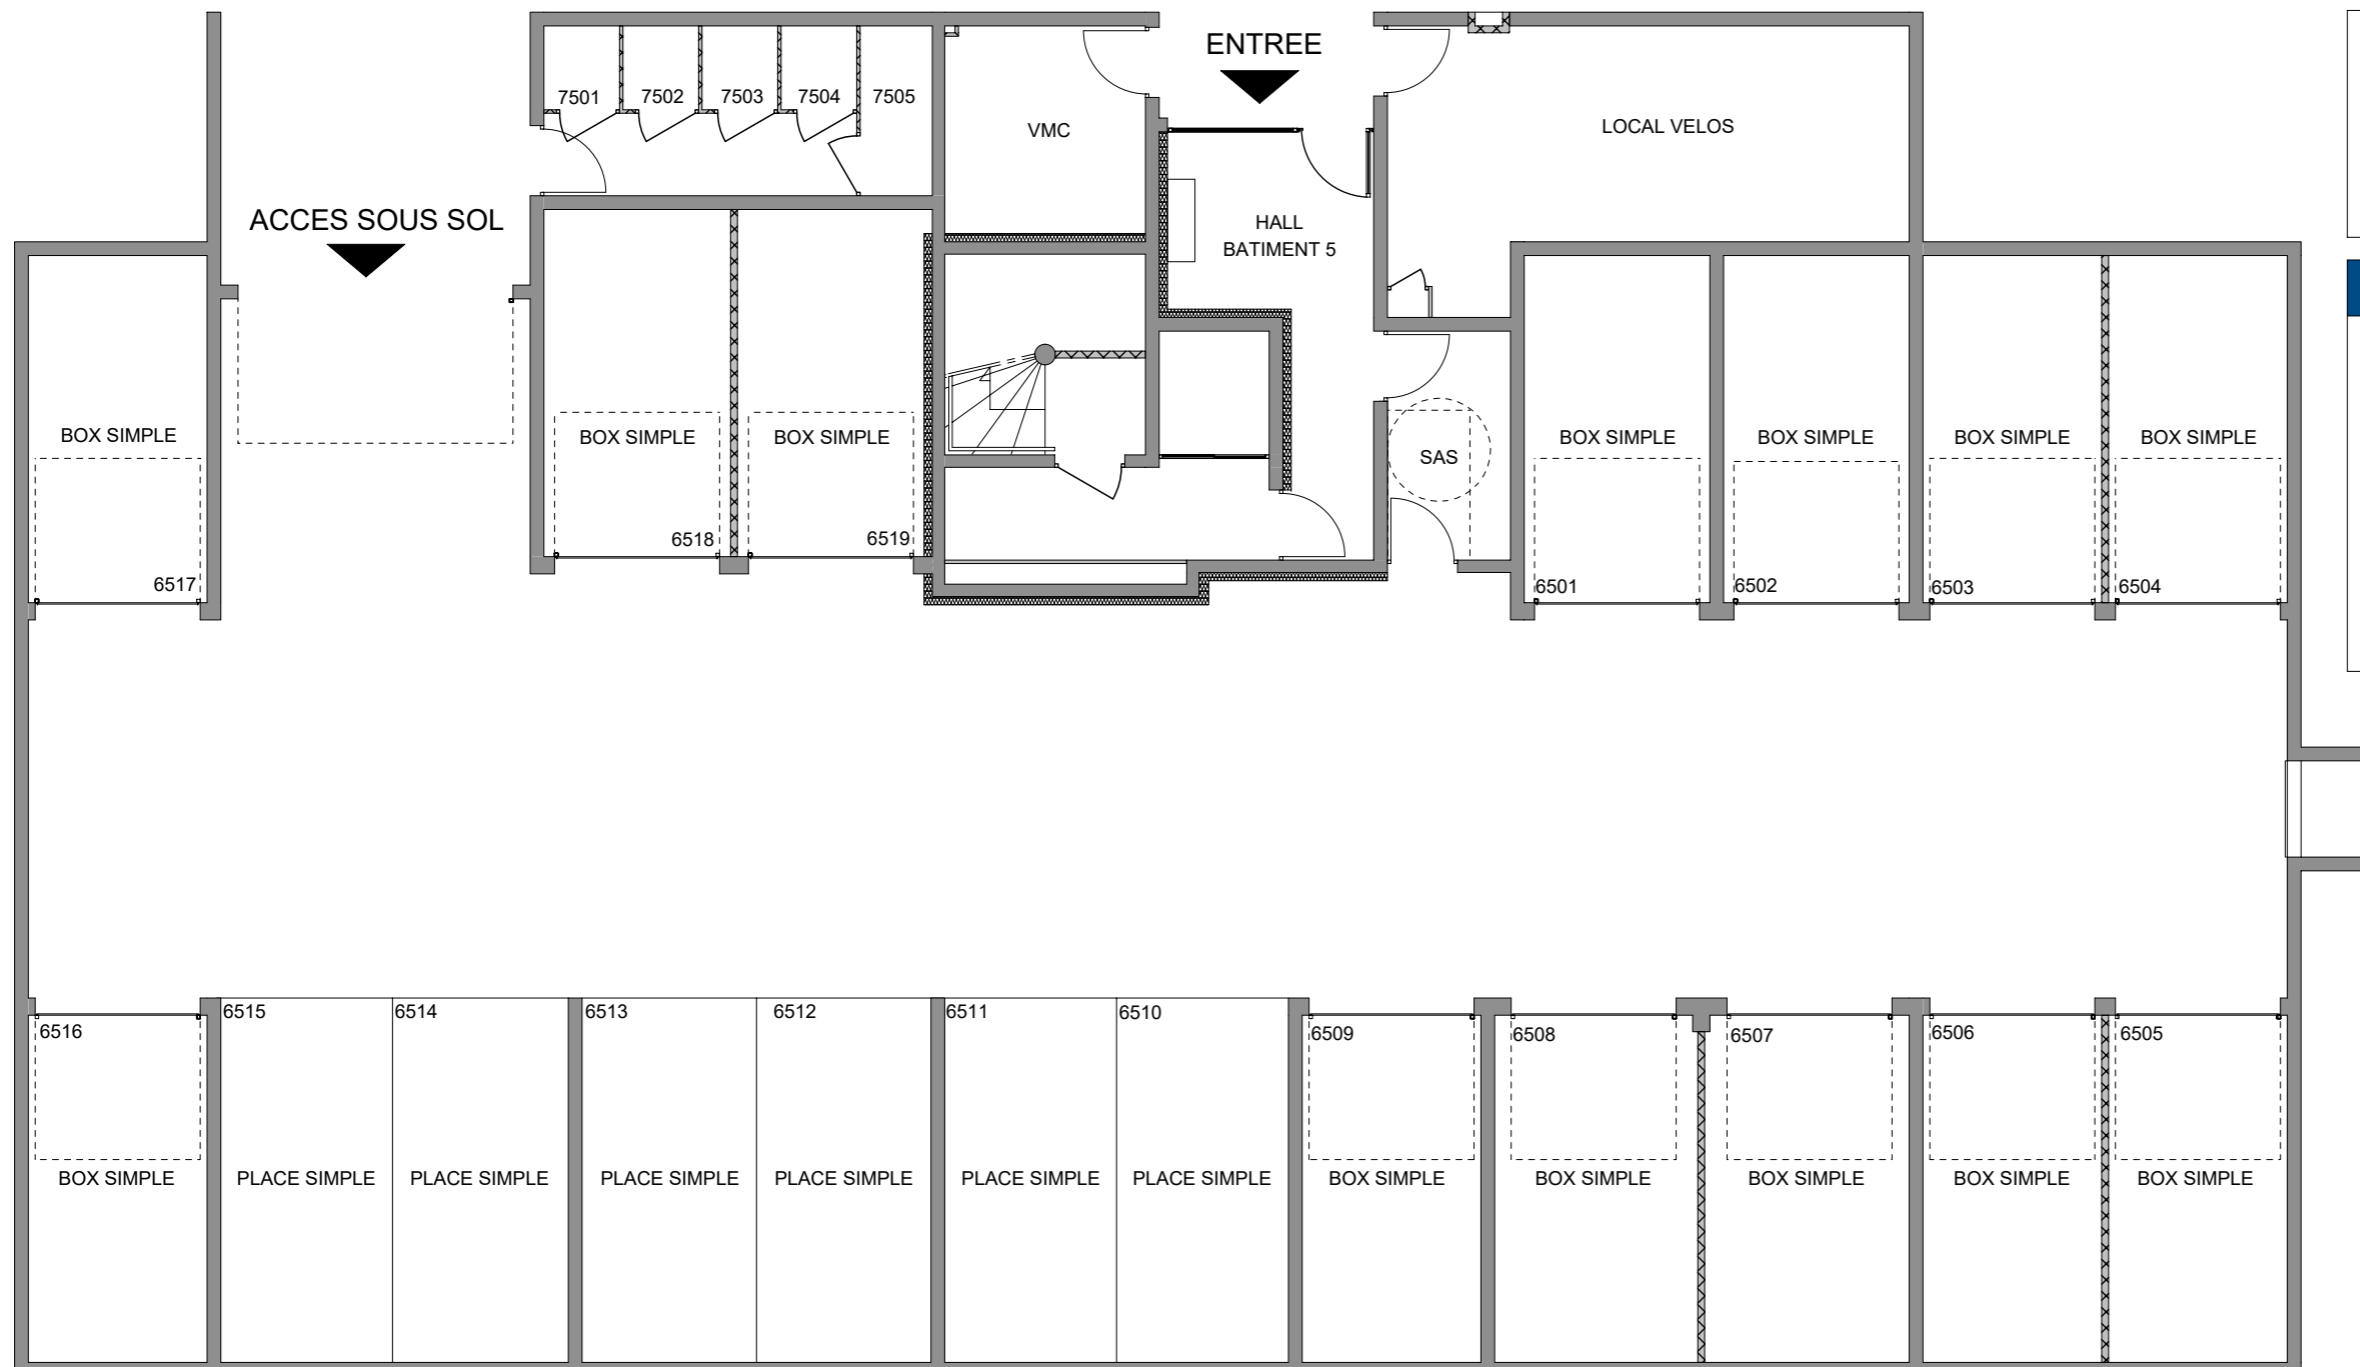 ENTREE
7501
7502
7503
7504
7505
VMC
LOCAL VELOS
ACCES SOUS SOL
HALL
BATIMENT 5
BOX SIMPLE
BOX SIMPLE
BOX SIMPLE
SAS
BOX SIMPLE
BOX SIMPLE
BOX SIMPLE
BOX SIMPLE
6517
6518
6519
6501
6502
6503
6504
6516
6515
6514
6513
6512
6511
6510
6509
6508
6507
6506
6505
BOX SIMPLE
PLACE SIMPLE
PLACE SIMPLE
PLACE SIMPLE
PLACE SIMPLE
PLACE SIMPLE
PLACE SIMPLE
BOX SIMPLE
BOX SIMPLE
BOX SIMPLE
BOX SIMPLE
BOX SIMPLE